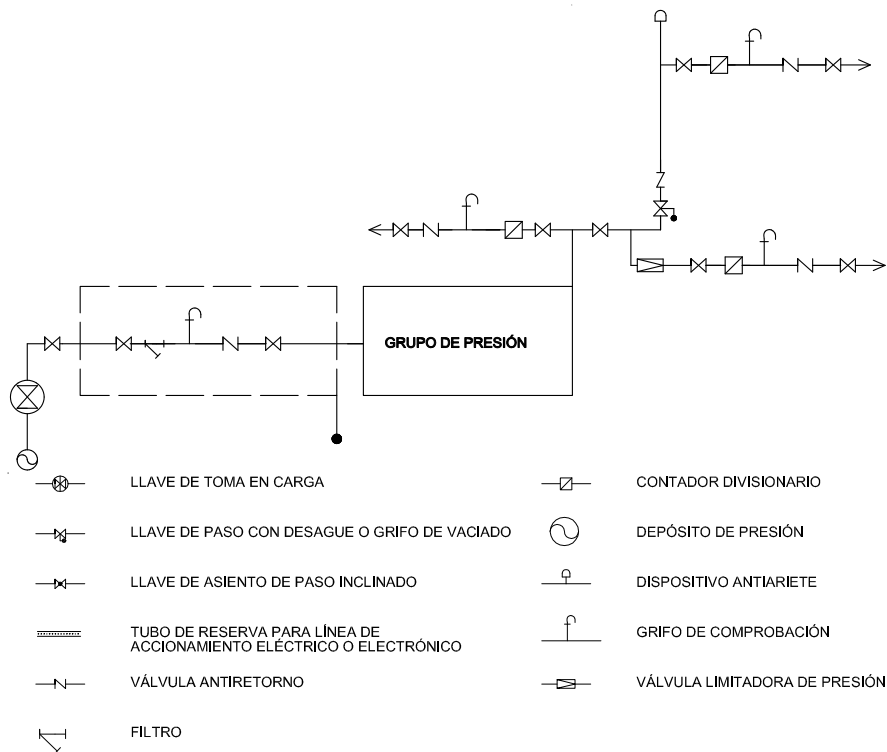 GRUPO DE PRESIÓN
LLAVE DE TOMA EN CARGA
LLAVE DE PASO CON DESAGUE O GRIFO DE VACIADO
LLAVE DE ASIENTO DE PASO INCLINADO
TUBO DE RESERVA PARA LÍNEA DE
ACCIONAMIENTO ELÉCTRICO O ELECTRÓNICO
VÁLVULA ANTIRETORNO
FILTRO
CONTADOR DIVISIONARIO
DEPÓSITO DE PRESIÓN
DISPOSITIVO ANTIARIETE
GRIFO DE COMPROBACIÓN
VÁLVULA LIMITADORA DE PRESIÓN